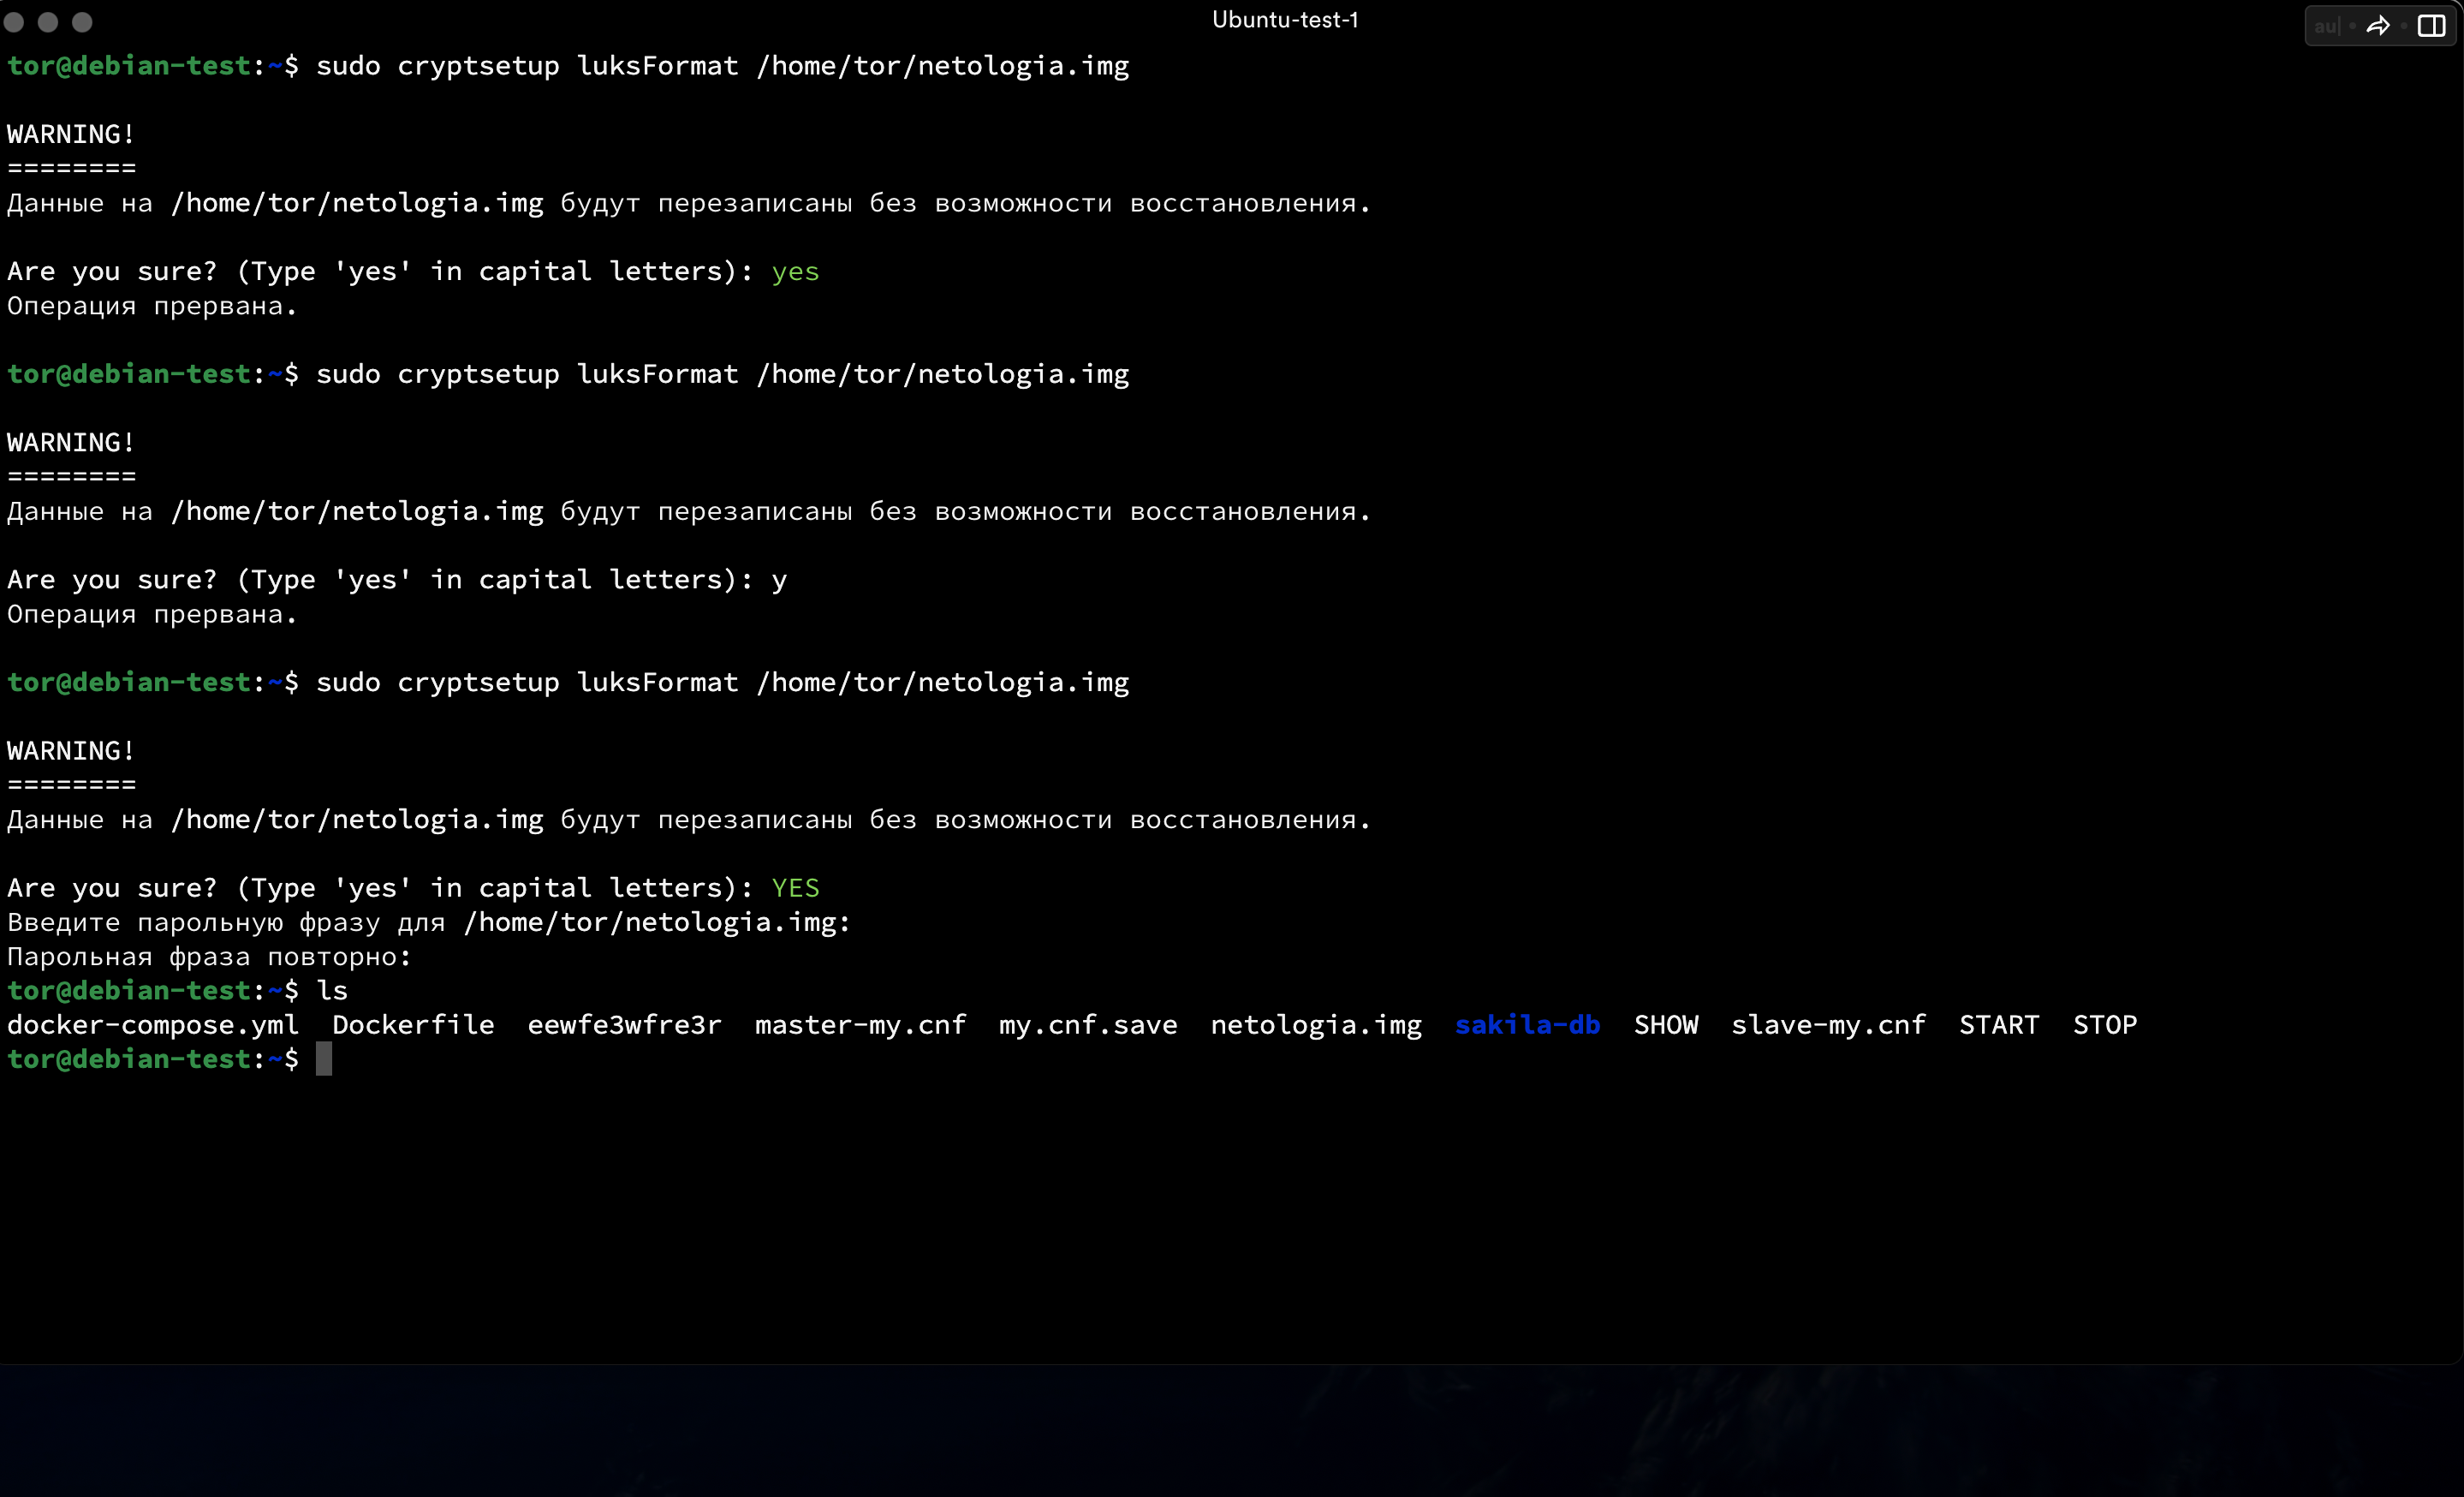 Ubuntu-test-1
au
tor@debian-test:~$ sudo cryptsetup luksFormat /home/tor/netologia.img
WARNING!
========
Данные на /home/tor/netologia.img будут перезаписаны без возможности восстановления.
Are you sure? (Type 'yes' in capital letters): yes
Операция прервана.
tor@debian-test:~$ sudo cryptsetup luksFormat /home/tor/netologia.img
WARNING!
========
Данные на /home/tor/netologia.img будут перезаписаны без возможности восстановления.
Are you sure? (Type 'yes' in capital letters): y
Операция прервана.
tor@debian-test:~$ sudo cryptsetup luksFormat /home/tor/netologia.img
WARNING!
========
Данные на /home/tor/netologia.img будут перезаписаны без возможности восстановления.
Are you sure? (Type 'yes' in capital letters): YES
Введите парольную фразу для /home/tor/netologia.img:
Парольная фраза повторно:
tor@debian-test:~$ ls
docker-compose.yml  Dockerfile  eewfe3wfre3r  master-my.cnf  my.cnf.save  netologia.img  sakila-db  SHOW  slave-my.cnf  START  STOP
tor@debian-test:~$